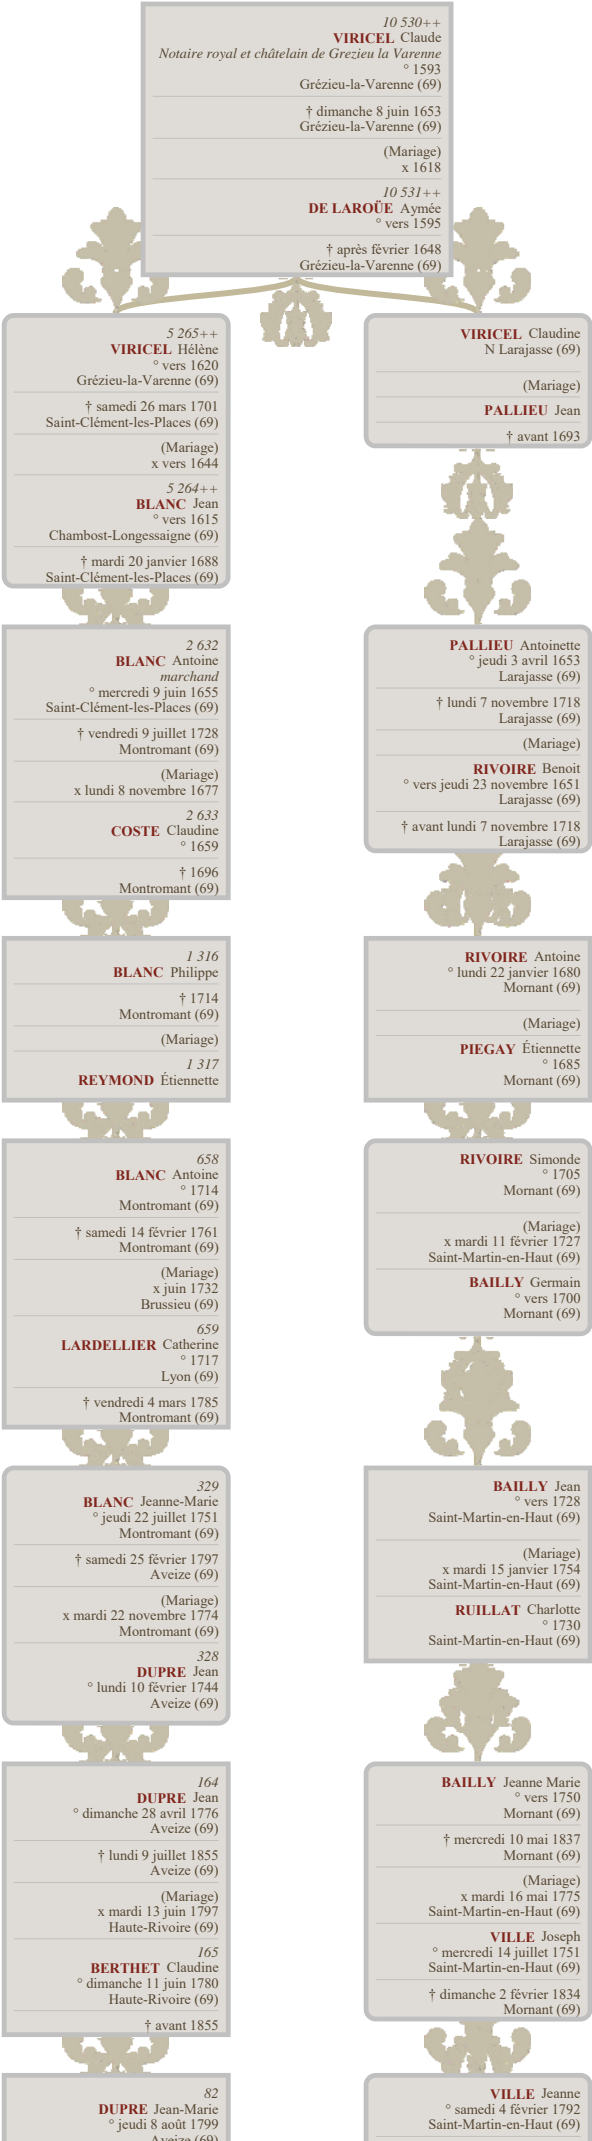 10 530++
VIRICEL Claude
Notaire royal et châtelain de Grezieu la Varenne
° 1593
Grézieu-la-Varenne (69)
† dimanche 8 juin 1653
Grézieu-la-Varenne (69)
(Mariage)
x 1618
10 531++
DE LAROÜE Aymée
° vers 1595
† après février 1648
Grézieu-la-Varenne (69)
5 265++
VIRICEL Hélène
° vers 1620
Grézieu-la-Varenne (69)
† samedi 26 mars 1701
Saint-Clément-les-Places (69)
(Mariage)
x vers 1644
5 264++
BLANC Jean
° vers 1615
Chambost-Longessaigne (69)
† mardi 20 janvier 1688
Saint-Clément-les-Places (69)
2 632
BLANC Antoine
marchand
° mercredi 9 juin 1655
Saint-Clément-les-Places (69)
† vendredi 9 juillet 1728
Montromant (69)
(Mariage)
x lundi 8 novembre 1677
2 633
COSTE Claudine
° 1659
† 1696
Montromant (69)
1 316
BLANC Philippe
† 1714
Montromant (69)
(Mariage)
1 317
REYMOND Étiennette
658
BLANC Antoine
° 1714
Montromant (69)
† samedi 14 février 1761
Montromant (69)
(Mariage)
x juin 1732
Brussieu (69)
659
LARDELLIER Catherine
° 1717
Lyon (69)
† vendredi 4 mars 1785
Montromant (69)
329
BLANC Jeanne-Marie
° jeudi 22 juillet 1751
Montromant (69)
† samedi 25 février 1797
Aveize (69)
(Mariage)
x mardi 22 novembre 1774
Montromant (69)
328
DUPRE Jean
° lundi 10 février 1744
Aveize (69)
164
DUPRE Jean
° dimanche 28 avril 1776
Aveize (69)
† lundi 9 juillet 1855
Aveize (69)
(Mariage)
x mardi 13 juin 1797
Haute-Rivoire (69)
165
BERTHET Claudine
° dimanche 11 juin 1780
Haute-Rivoire (69)
† avant 1855
82
DUPRE Jean-Marie
° jeudi 8 août 1799
Aveize (69)
VIRICEL Claudine
N Larajasse (69)
(Mariage)
PALLIEU Jean
† avant 1693
PALLIEU Antoinette
° jeudi 3 avril 1653
Larajasse (69)
† lundi 7 novembre 1718
Larajasse (69)
(Mariage)
RIVOIRE Benoit
° vers jeudi 23 novembre 1651
Larajasse (69)
† avant lundi 7 novembre 1718
Larajasse (69)
RIVOIRE Antoine
° lundi 22 janvier 1680
Mornant (69)
(Mariage)
PIEGAY Étiennette
° 1685
Mornant (69)
RIVOIRE Simonde
° 1705
Mornant (69)
(Mariage)
x mardi 11 février 1727
Saint-Martin-en-Haut (69)
BAILLY Germain
° vers 1700
Mornant (69)
BAILLY Jean
° vers 1728
Saint-Martin-en-Haut (69)
(Mariage)
x mardi 15 janvier 1754
Saint-Martin-en-Haut (69)
RUILLAT Charlotte
° 1730
Saint-Martin-en-Haut (69)
BAILLY Jeanne Marie
° vers 1750
Mornant (69)
† mercredi 10 mai 1837
Mornant (69)
(Mariage)
x mardi 16 mai 1775
Saint-Martin-en-Haut (69)
VILLE Joseph
° mercredi 14 juillet 1751
Saint-Martin-en-Haut (69)
† dimanche 2 février 1834
Mornant (69)
VILLE Jeanne
° samedi 4 février 1792
Saint-Martin-en-Haut (69)